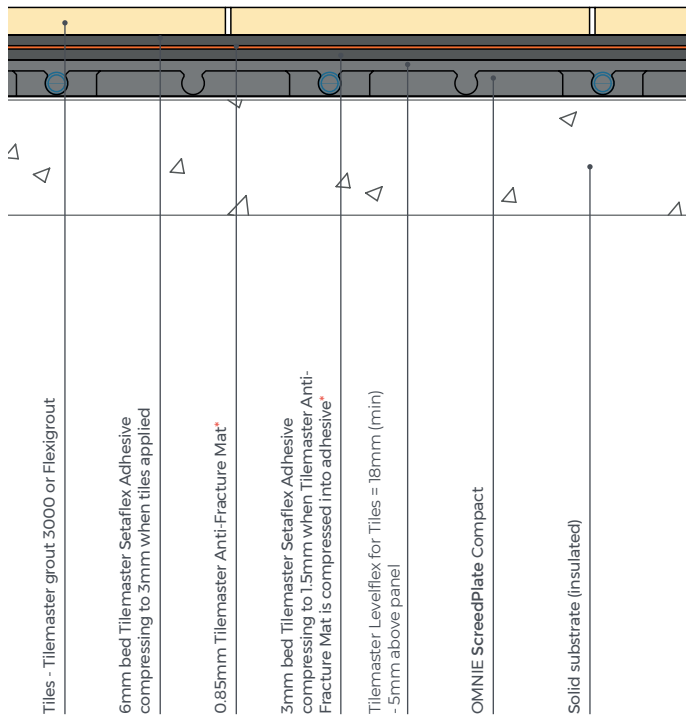 Tiles - Tilemaster grout 3000 or Flexigrout
6mm bed Tilemaster Setaflex Adhesive
compressing to 3mm when tiles applied
0.85mm Tilemaster Anti-Fracture Mat*
3mm bed Tilemaster Setaflex Adhesive
compressing to 1.5mm when Tilemaster Anti-
Fracture Mat is compressed into adhesive*
Tilemaster Levelflex for Tiles = 18mm (min)
- 5mm above panel
OMNIE ScreedPlate Compact
Solid substrate (insulated)